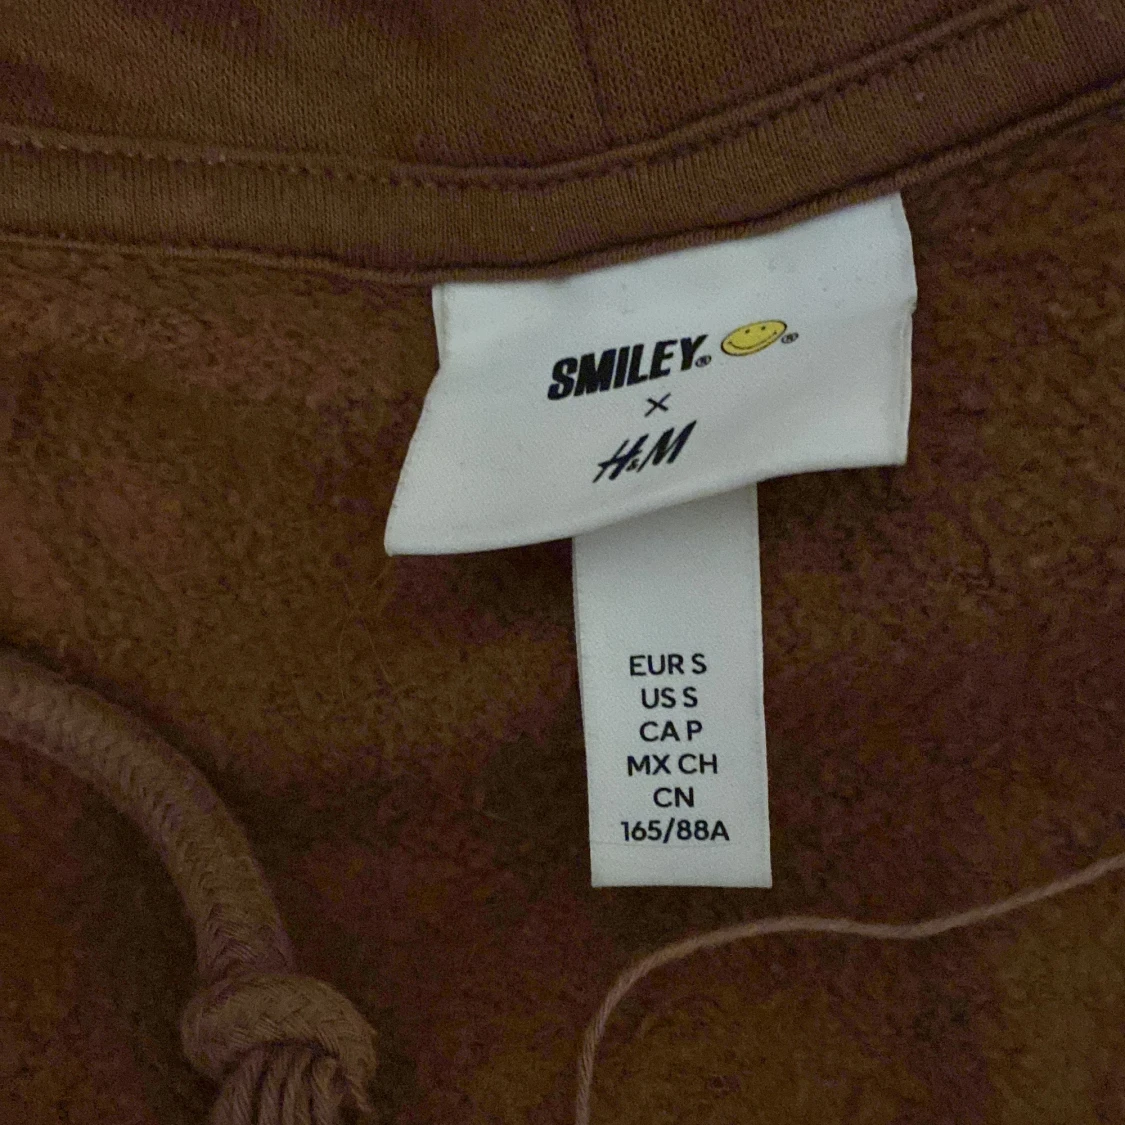 SMILEY® ®
×
H&M
EUR S
US S
CA P
MX CH
CN
165/88A